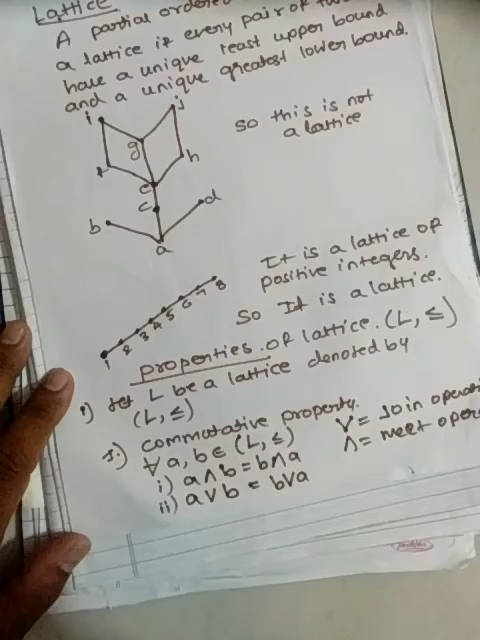 Lattice
A partial ordered
a lattice if every pair of
have a unique least upper bound
and a unique greatest lower bound.
i
j
g
f
h
e
c
d
b
a
So this is not
a lattice
1 2 3 4 5 6 7 8
It is a lattice of
positive integers.
So It is a lattice.
properties of lattice. (L, ≤)
1) let L be a lattice denoted by
(L, ≤)
1.) commutative property.
∀ a, b ∈ (L, ≤)
i) a ∧ b = b ∧ a
ii) a ∨ b = b ∨ a
∨ = Join
∧ = meet